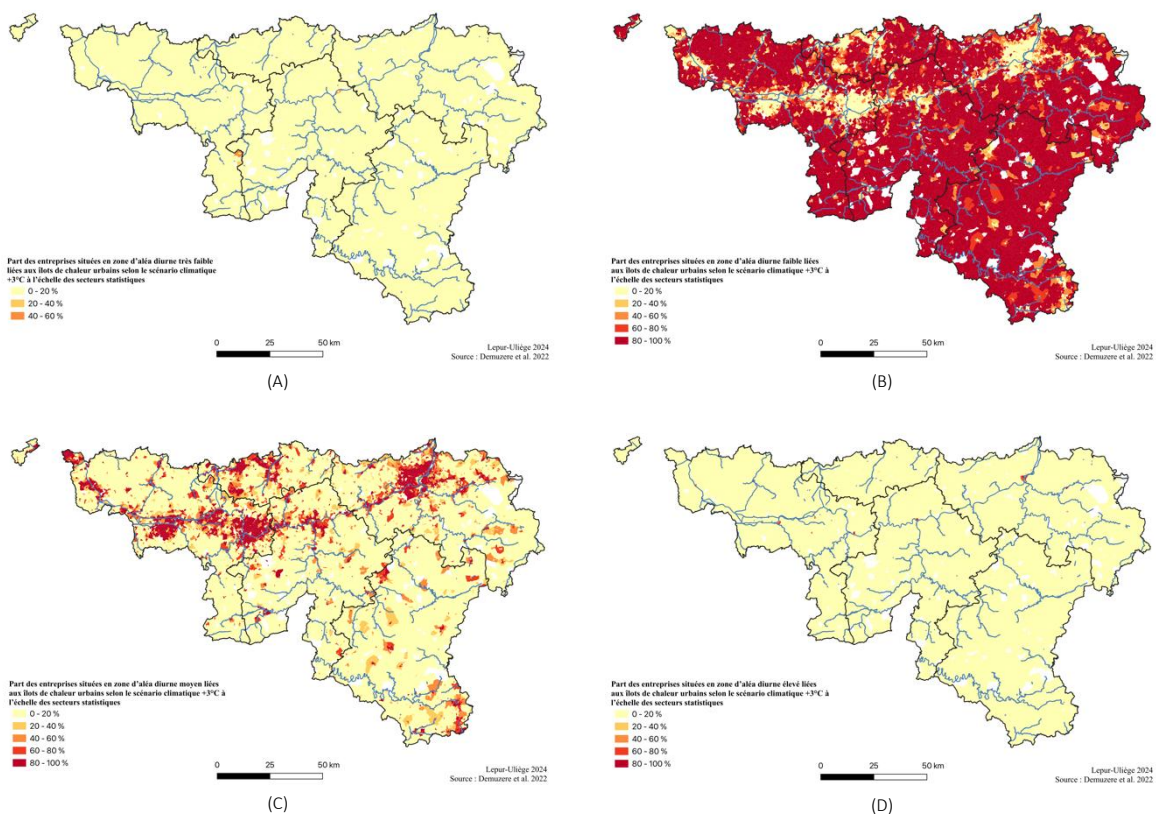 Part des entreprises situées en zone d'aléa diurne très faible
liées aux îlots de chaleur urbains selon le scénario climatique
+3°C à l'échelle des secteurs statistiques
0 - 20 %
20 - 40 %
40 - 60 %
0 25 50 km
Lepur-Uliège 2024
Source : Demuzere et al. 2022
(A)
Part des entreprises situées en zone d'aléa diurne faible liées
aux îlots de chaleur urbains selon le scénario climatique +3°C à
l'échelle des secteurs statistiques
0 - 20 %
20 - 40 %
40 - 60 %
60 - 80 %
80 - 100 %
0 25 50 km
Lepur-Uliège 2024
Source : Demuzere et al. 2022
(B)
Part des entreprises situées en zone d'aléa diurne moyen liées
aux îlots de chaleur urbains selon le scénario climatique +3°C à
l'échelle des secteurs statistiques
0 - 20 %
20 - 40 %
40 - 60 %
60 - 80 %
80 - 100 %
0 25 50 km
Lepur-Uliège 2024
Source : Demuzere et al. 2022
(C)
Part des entreprises situées en zone d'aléa diurne élevé liées
aux îlots de chaleur urbains selon le scénario climatique +3°C à
l'échelle des secteurs statistiques
0 - 20 %
20 - 40 %
40 - 60 %
60 - 80 %
80 - 100 %
0 25 50 km
Lepur-Uliège 2024
Source : Demuzere et al. 2022
(D)